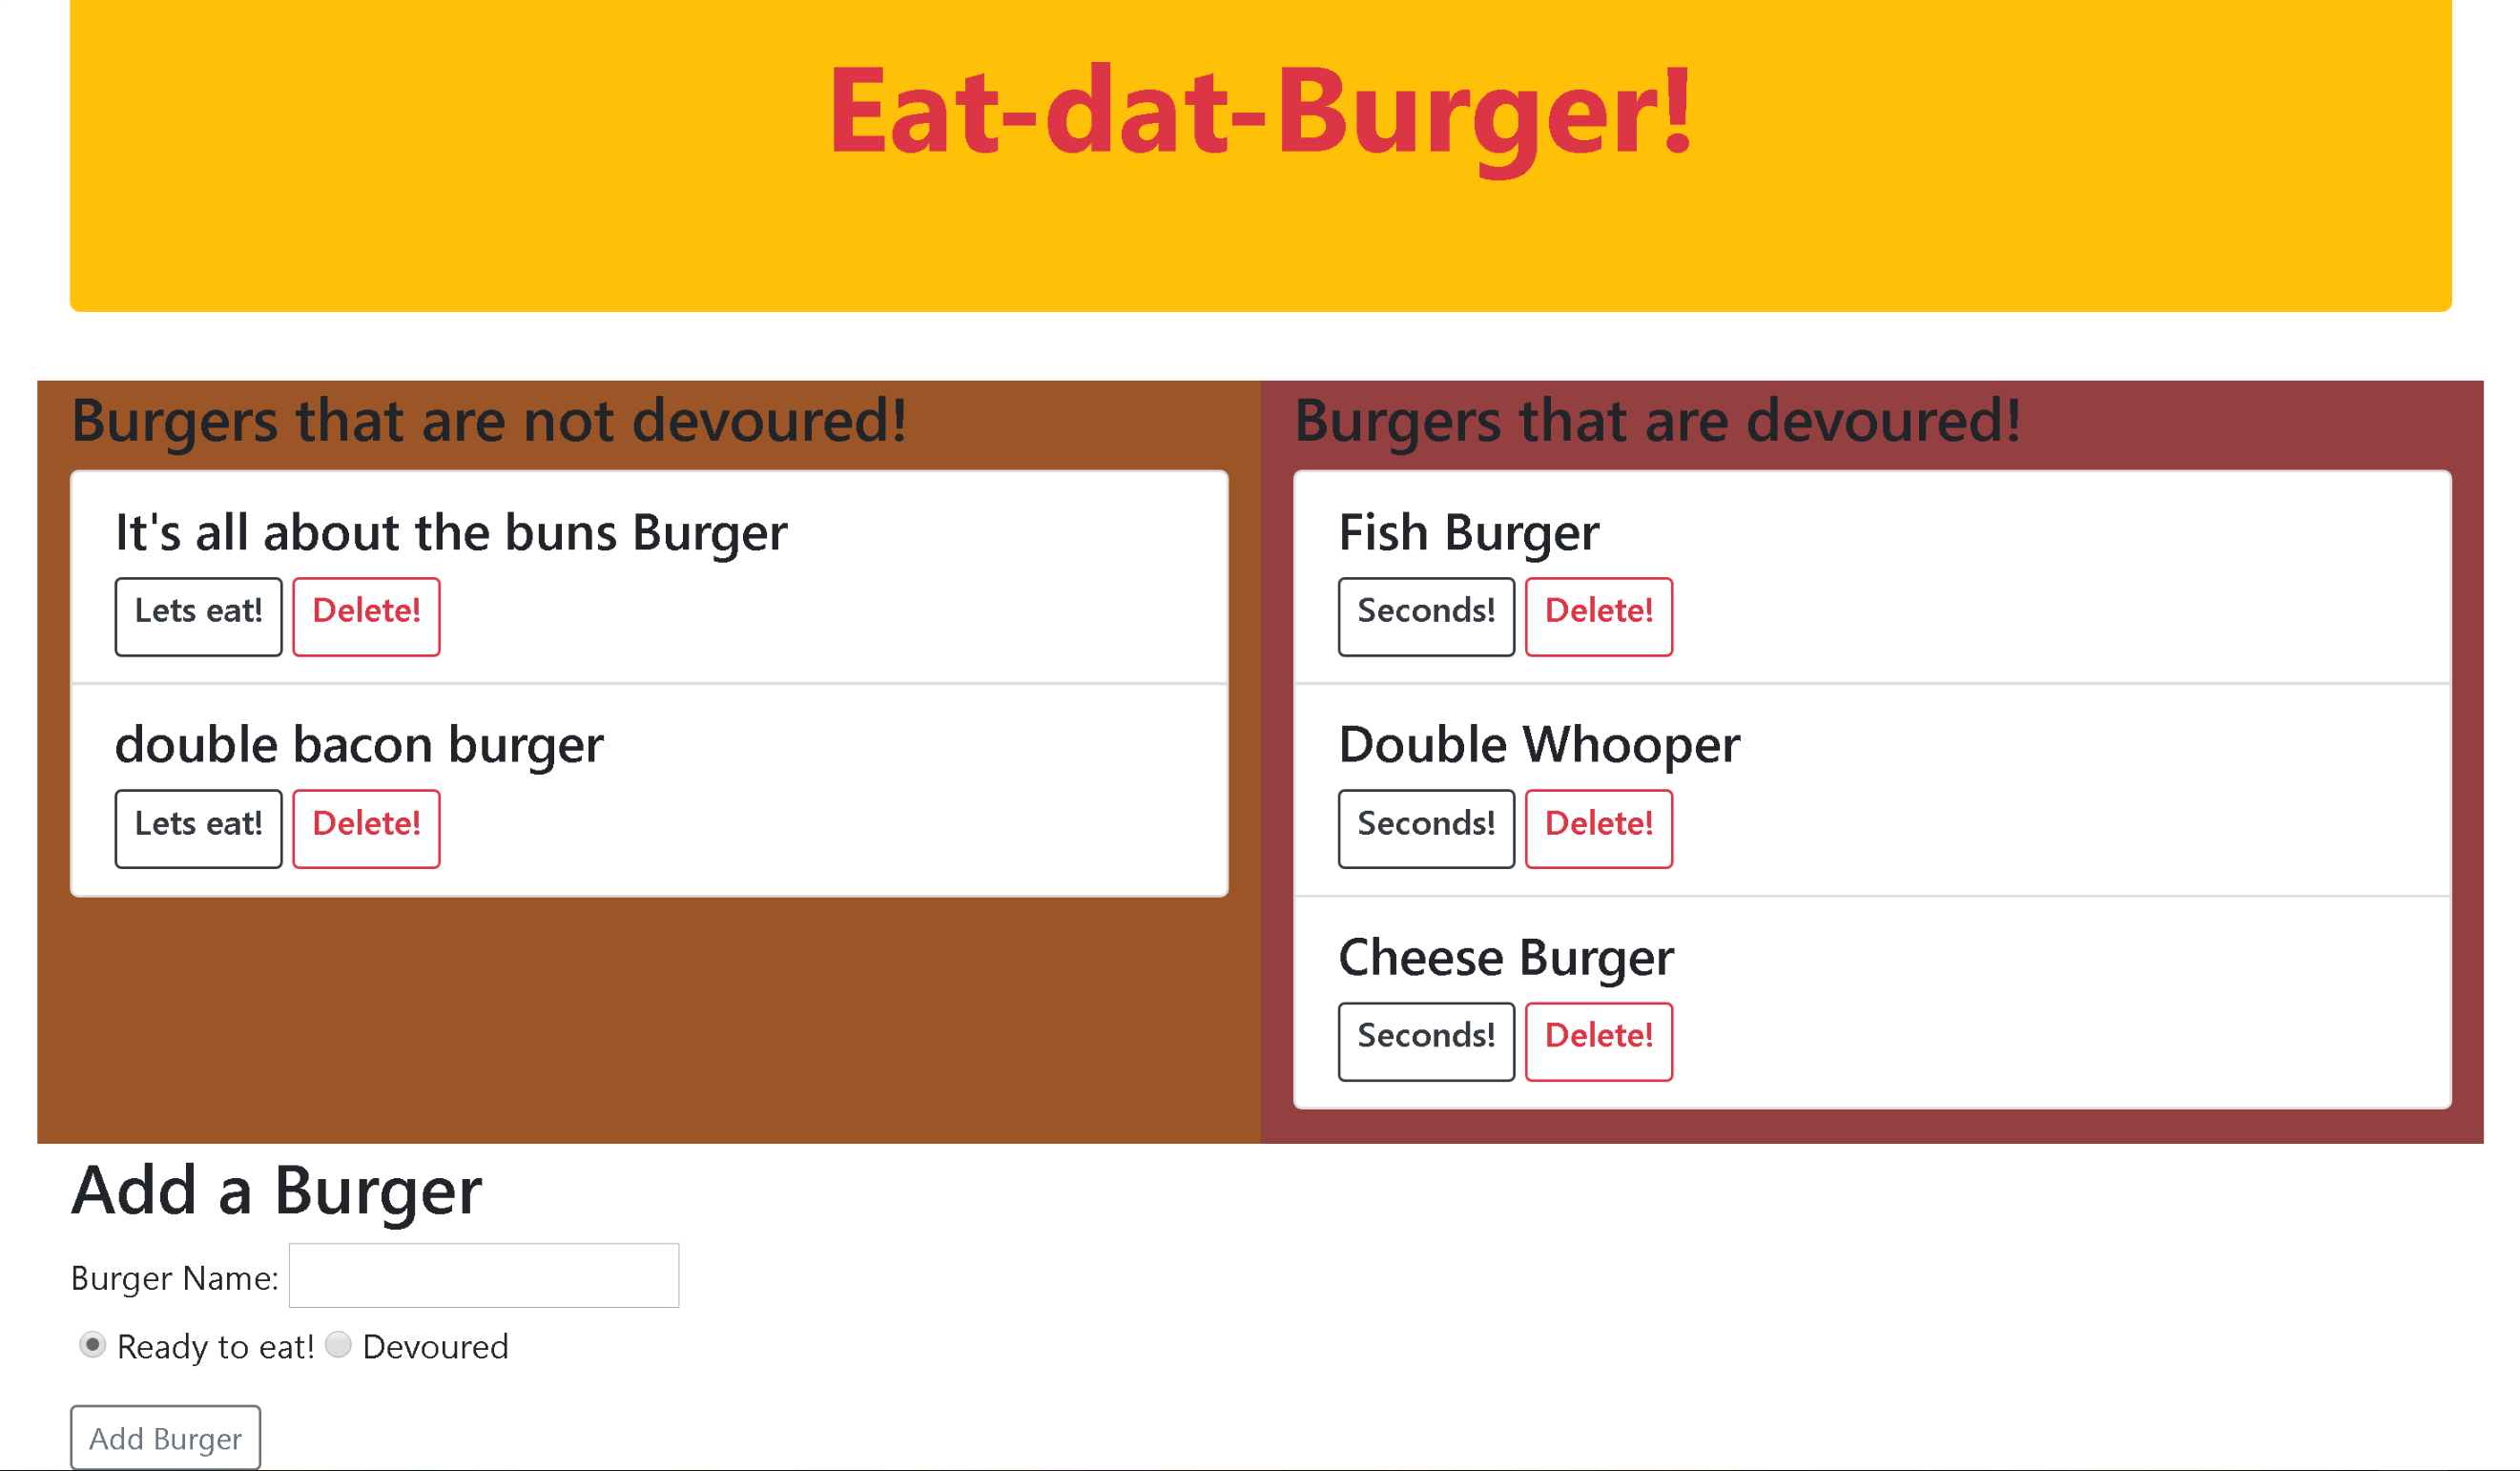 Eat-dat-Burger!
Burgers that are not devoured!
It's all about the buns Burger
Lets eat! Delete!
double bacon burger
Lets eat! Delete!
Burgers that are devoured!
Fish Burger
Seconds! Delete!
Double Whooper
Seconds! Delete!
Cheese Burger
Seconds! Delete!
Add a Burger
Burger Name:
Ready to eat! Devoured
Add Burger